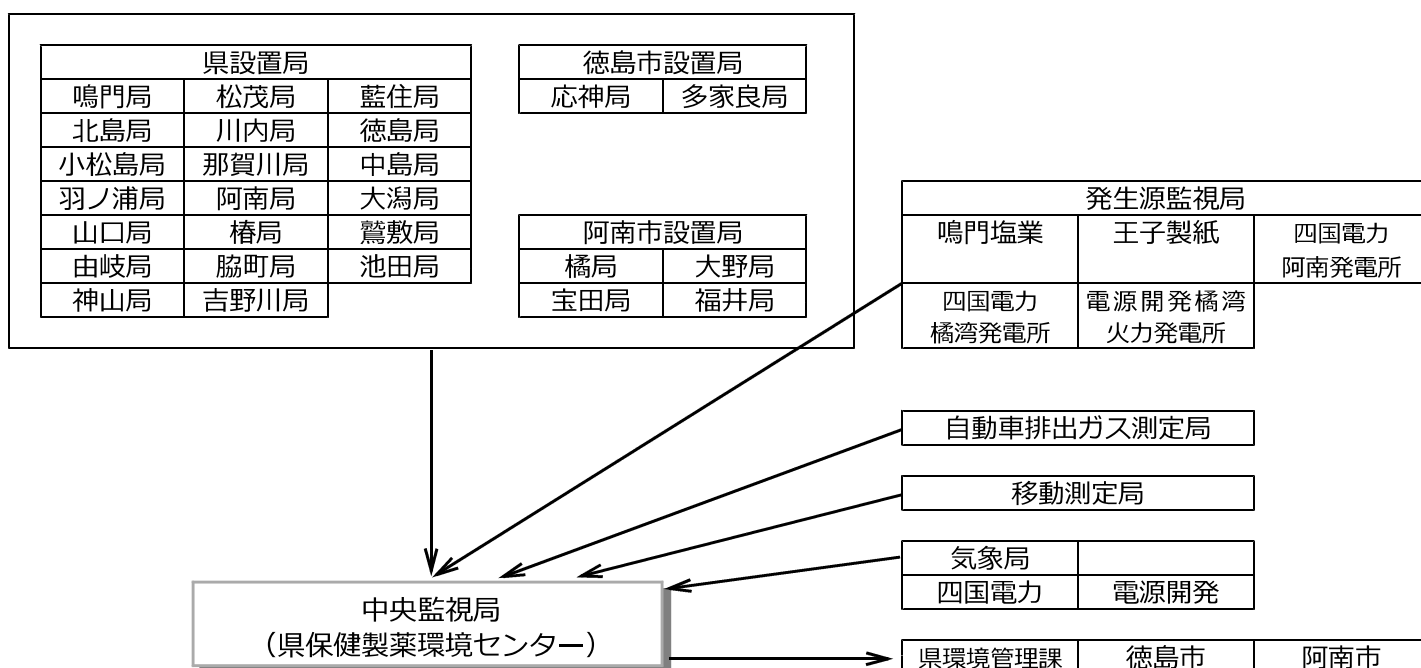 県設置局
鳴門局 松茂局 藍住局
北島局 川内局 徳島局
小松島局 那賀川局 中島局
羽ノ浦局 阿南局 大潟局
山口局 椿局 鷲敷局
由岐局 脇町局 池田局
神山局 吉野川局
徳島市設置局
応神局 多家良局
阿南市設置局
橘局 大野局
宝田局 福井局
発生源監視局
鳴門塩業 王子製紙 四国電力
阿南発電所
四国電力 電源開発橘湾
橘湾発電所 火力発電所
自動車排出ガス測定局
移動測定局
気象局
四国電力 電源開発
中央監視局
（県保健製薬環境センター）
県環境管理課 徳島市 阿南市